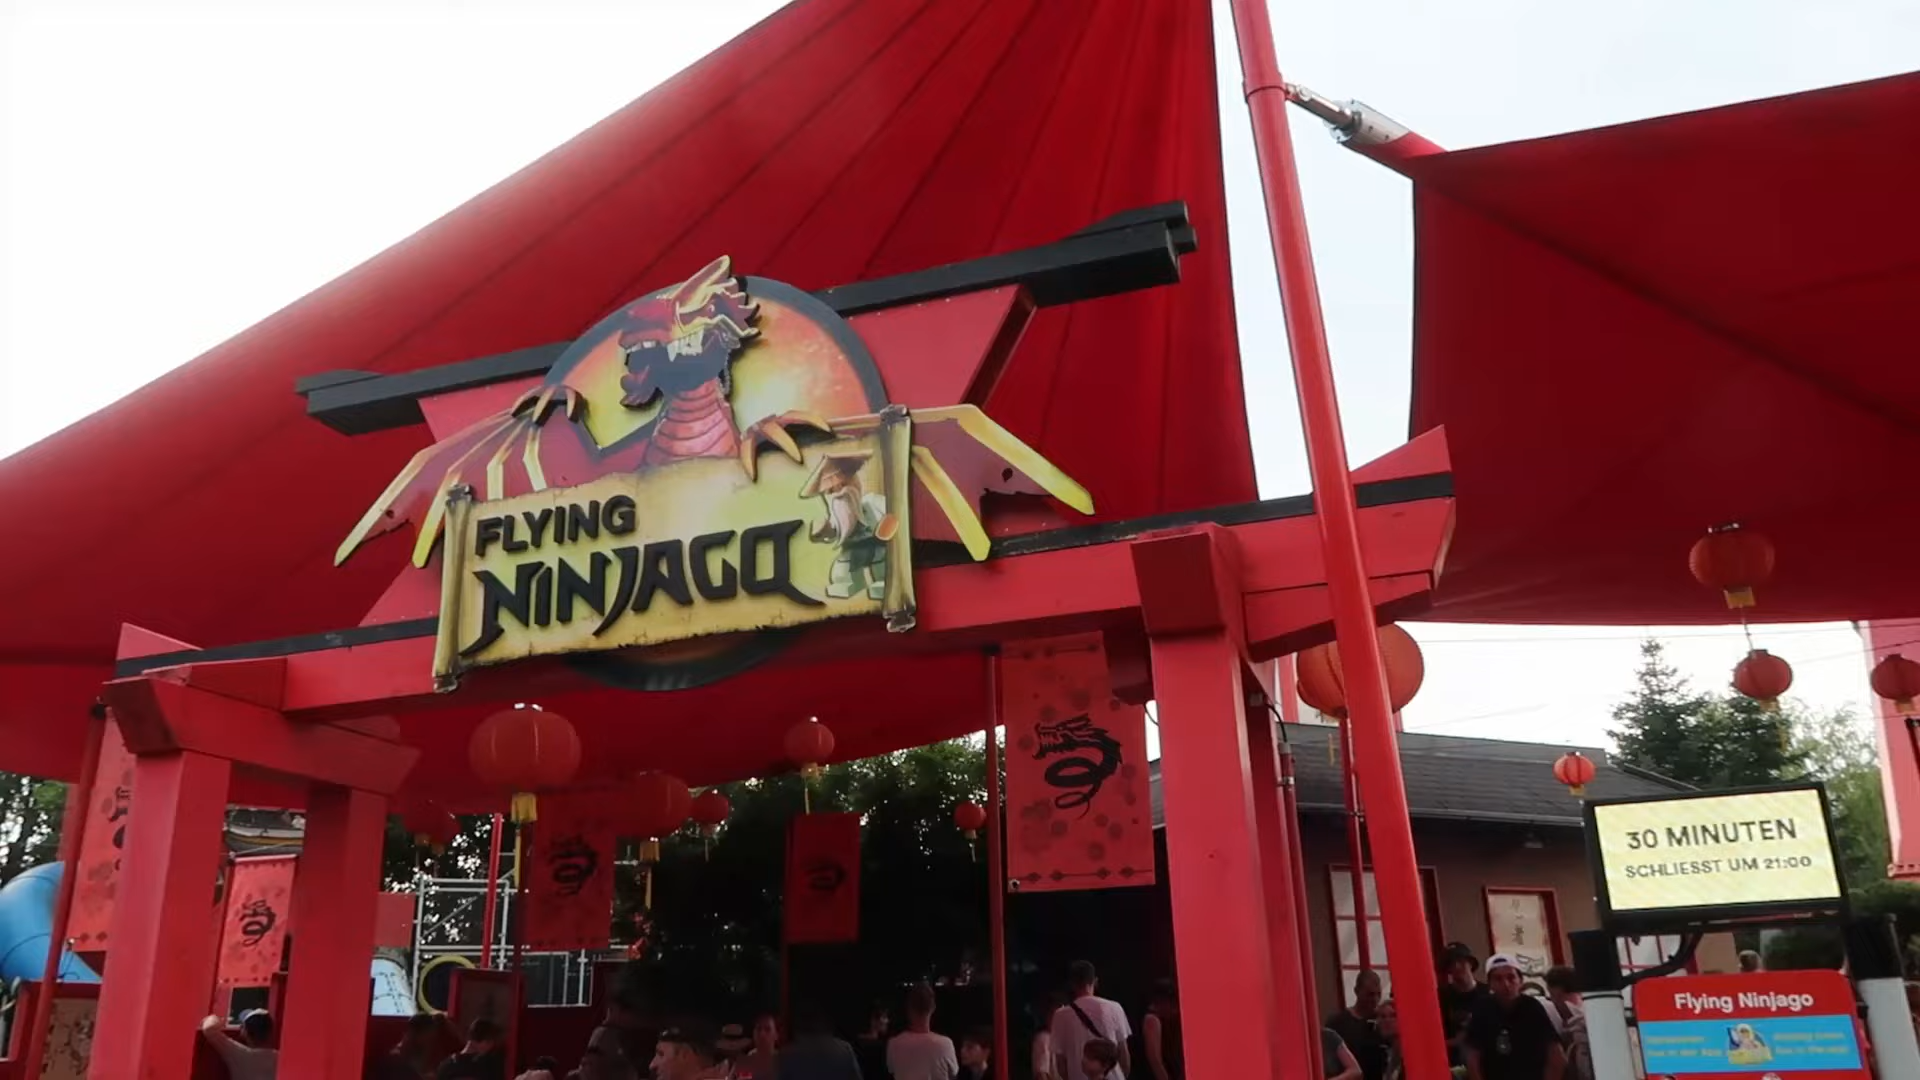 FLYING
NINJAGO
30 MINUTEN
SCHLIESST UM 21:00
Flying Ninjago